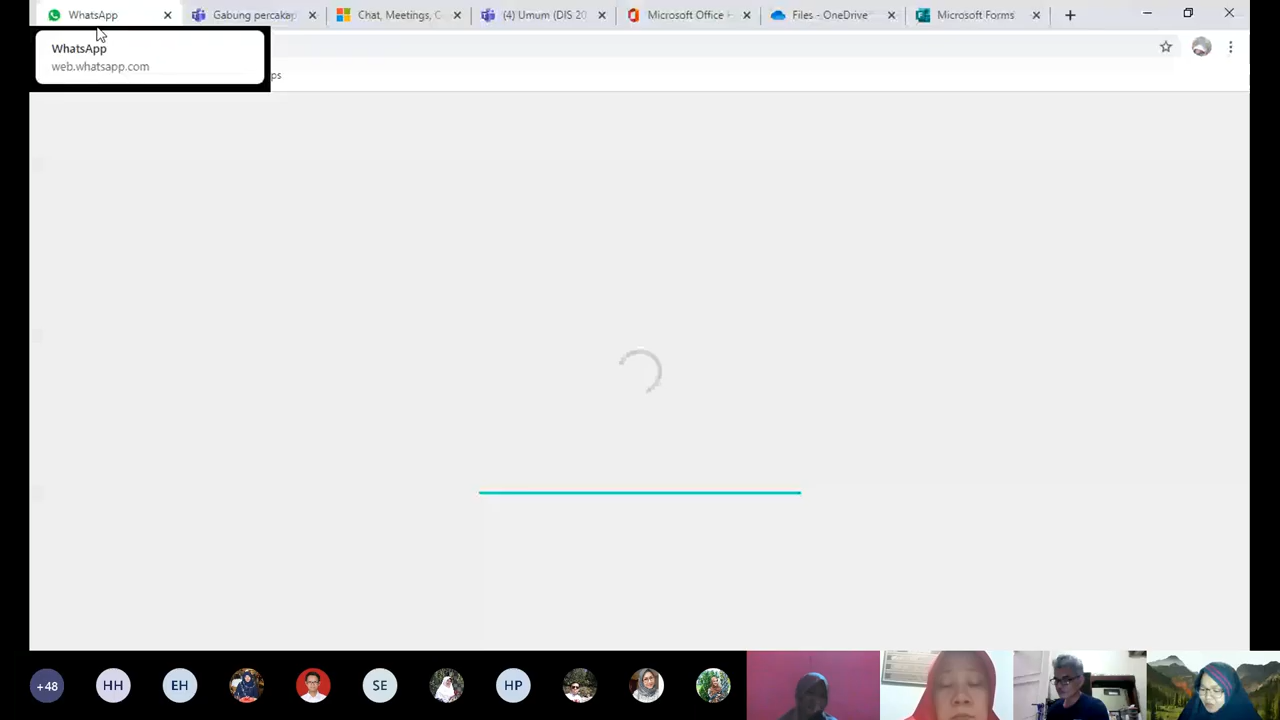 WhatsApp
Gabung percakap
Chat, Meetings, C
(4) Umum (DIS 20
Microsoft Office
Files - OneDrive
Microsoft Forms
WhatsApp
web.whatsapp.com
ps
+48
HH
EH
SE
HP